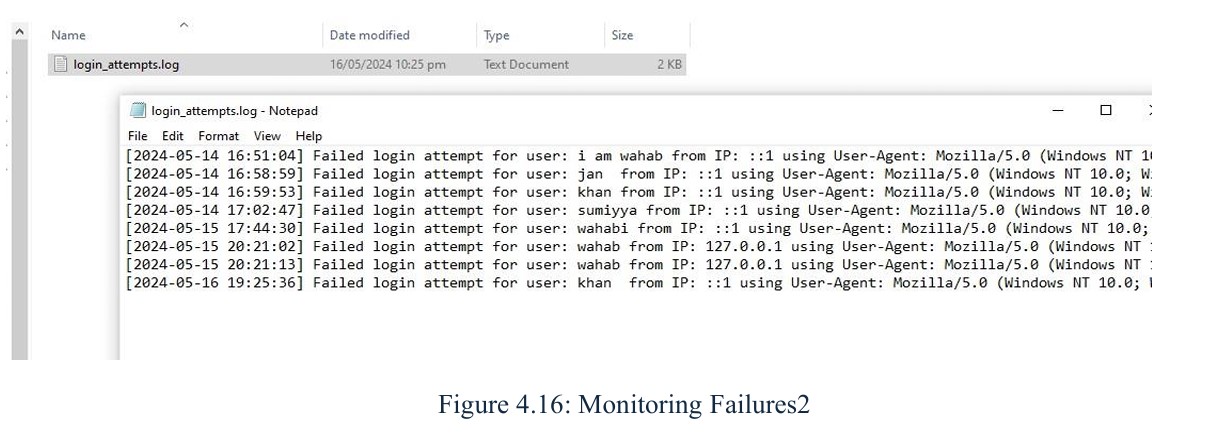 Name Date modified Type Size
login_attempts.log 16/05/2024 10:25 pm Text Document 2 KB
login_attempts.log - Notepad
File Edit Format View Help
[2024-05-14 16:51:04] Failed login attempt for user: i am wahab from IP: ::1 using User-Agent: Mozilla/5.0 (Windows NT
[2024-05-14 16:58:59] Failed login attempt for user: jan  from IP: ::1 using User-Agent: Mozilla/5.0 (Windows NT 10.0;
[2024-05-14 16:59:53] Failed login attempt for user: khan from IP: ::1 using User-Agent: Mozilla/5.0 (Windows NT 10.0;
[2024-05-14 17:02:47] Failed login attempt for user: sumiyya from IP: ::1 using User-Agent: Mozilla/5.0 (Windows NT 10.0
[2024-05-15 17:44:30] Failed login attempt for user: wahabi from IP: ::1 using User-Agent: Mozilla/5.0 (Windows NT 10.0;
[2024-05-15 20:21:02] Failed login attempt for user: wahab from IP: 127.0.0.1 using User-Agent: Mozilla/5.0 (Windows NT
[2024-05-15 20:21:13] Failed login attempt for user: wahab from IP: 127.0.0.1 using User-Agent: Mozilla/5.0 (Windows NT
[2024-05-16 19:25:36] Failed login attempt for user: khan  from IP: ::1 using User-Agent: Mozilla/5.0 (Windows NT 10.0;
Figure 4.16: Monitoring Failures2